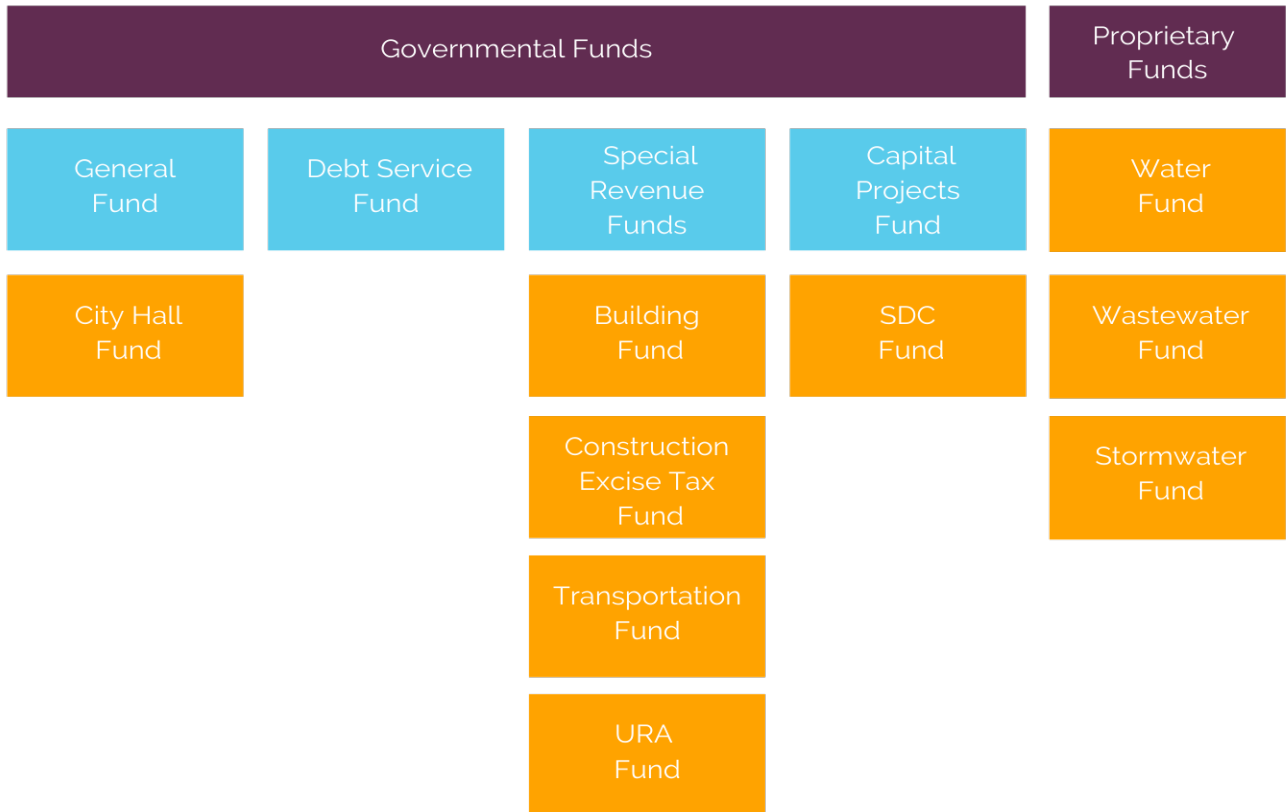 Governmental Funds
Proprietary
Funds
General
Fund
Debt Service
Fund
Special
Revenue
Funds
Capital
Projects
Fund
Water
Fund
City Hall
Fund
Building
Fund
SDC
Fund
Wastewater
Fund
Construction
Excise Tax
Fund
Stormwater
Fund
Transportation
Fund
URA
Fund